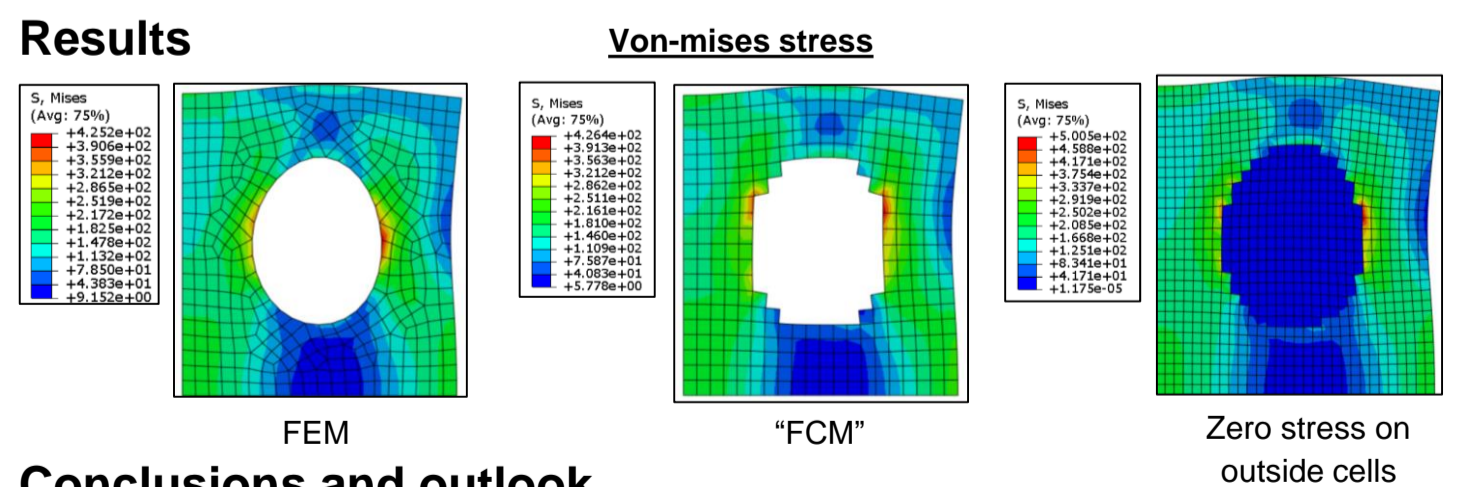 Results
Von-mises stress
S, Mises
(Avg: 75%)
+4.252e+02
+3.906e+02
+3.559e+02
+3.212e+02
+2.865e+02
+2.519e+02
+2.172e+02
+1.825e+02
+1.478e+02
+1.132e+02
+7.850e+01
+4.383e+01
+9.152e+00
S, Mises
(Avg: 75%)
+4.264e+02
+3.913e+02
+3.563e+02
+3.212e+02
+2.862e+02
+2.511e+02
+2.161e+02
+1.810e+02
+1.460e+02
+1.109e+02
+7.587e+01
+4.083e+01
+5.778e+00
S, Mises
(Avg: 75%)
+5.005e+02
+4.588e+02
+4.171e+02
+3.754e+02
+3.337e+02
+2.919e+02
+2.502e+02
+2.085e+02
+1.668e+02
+1.251e+02
+8.341e+01
+4.171e+01
+1.175e-05
FEM
“FCM”
Zero stress on
outside cells
Conclusions and outlook